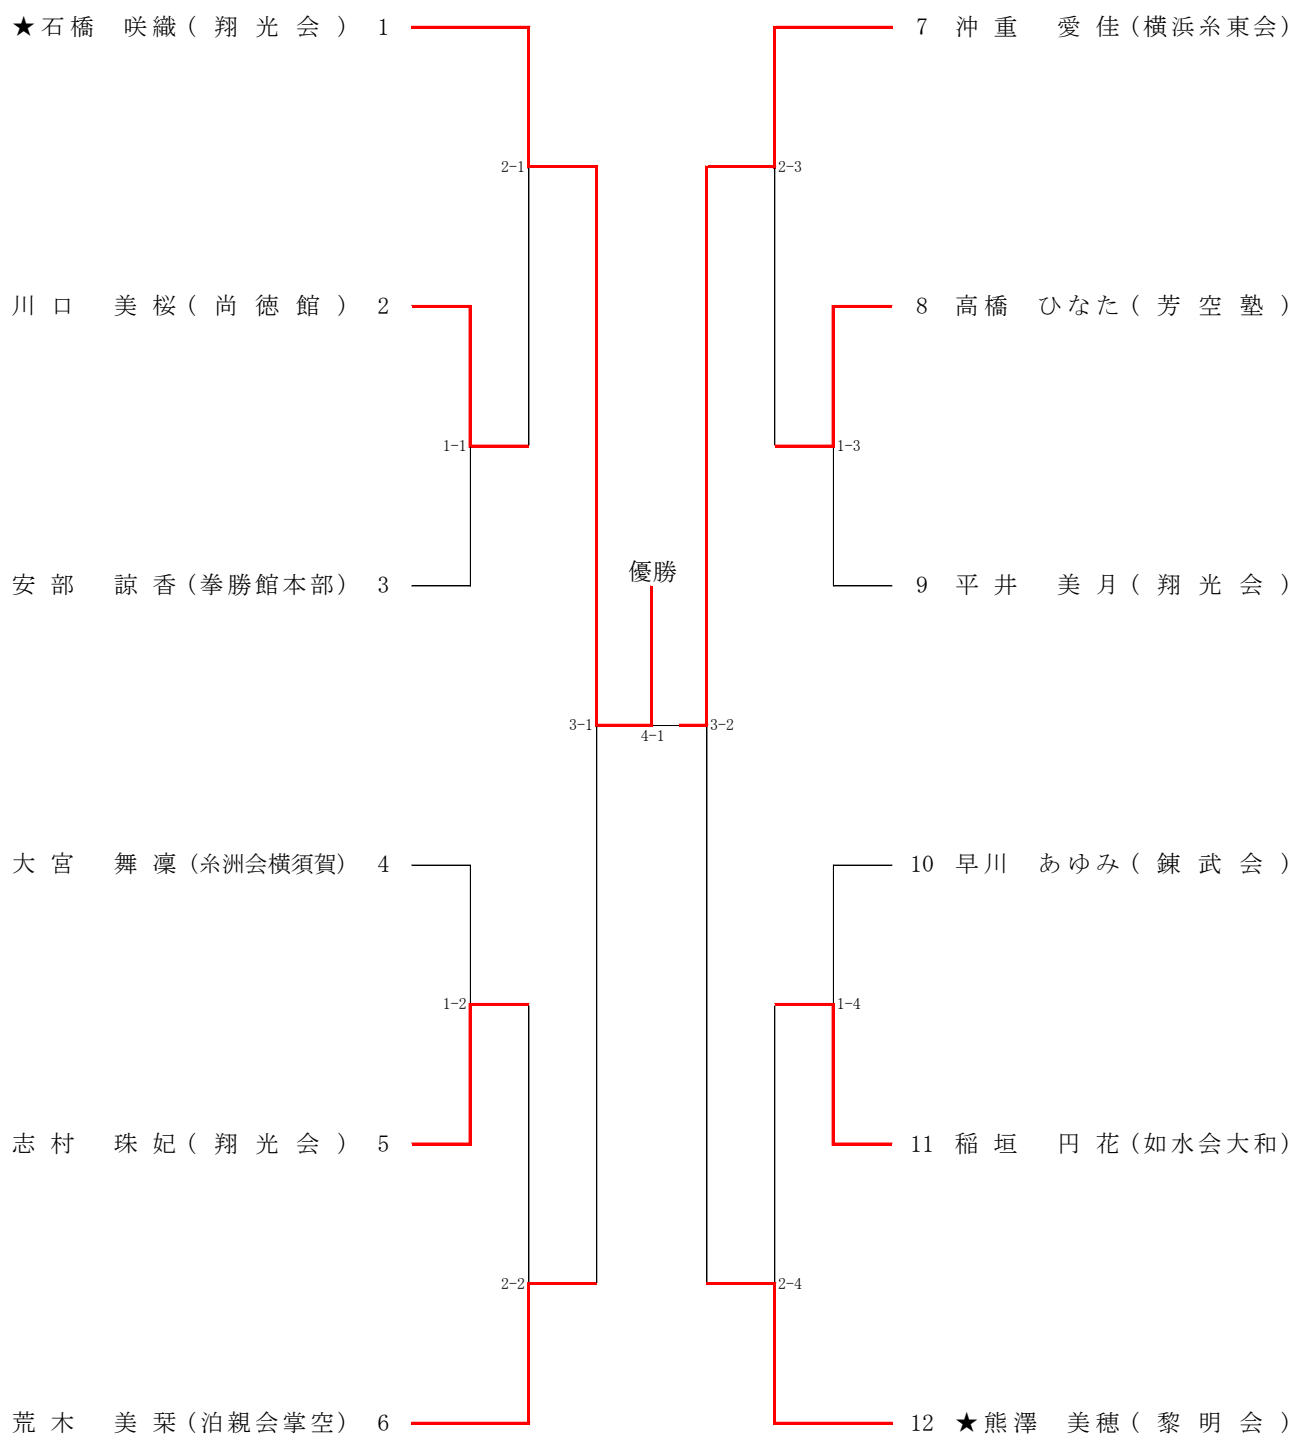 ★石橋 咲織(翔光会) 1
7 沖重 愛佳(横浜糸東会)
2-1
2-3
川口 美桜(尚徳館) 2
8 高橋 ひなた(芳空塾)
1-1
1-3
優勝
安部 諒香(拳勝館本部) 3
9 平井 美月(翔光会)
3-1
4-1
3-2
大宮 舞凜(糸洲会横須賀) 4
10 早川 あゆみ(錬武会)
1-2
1-4
志村 珠妃(翔光会) 5
11 稲垣 円花(如水会大和)
2-2
2-4
荒木 美栞(泊親会掌空) 6
12 ★熊澤 美穂(黎明会)